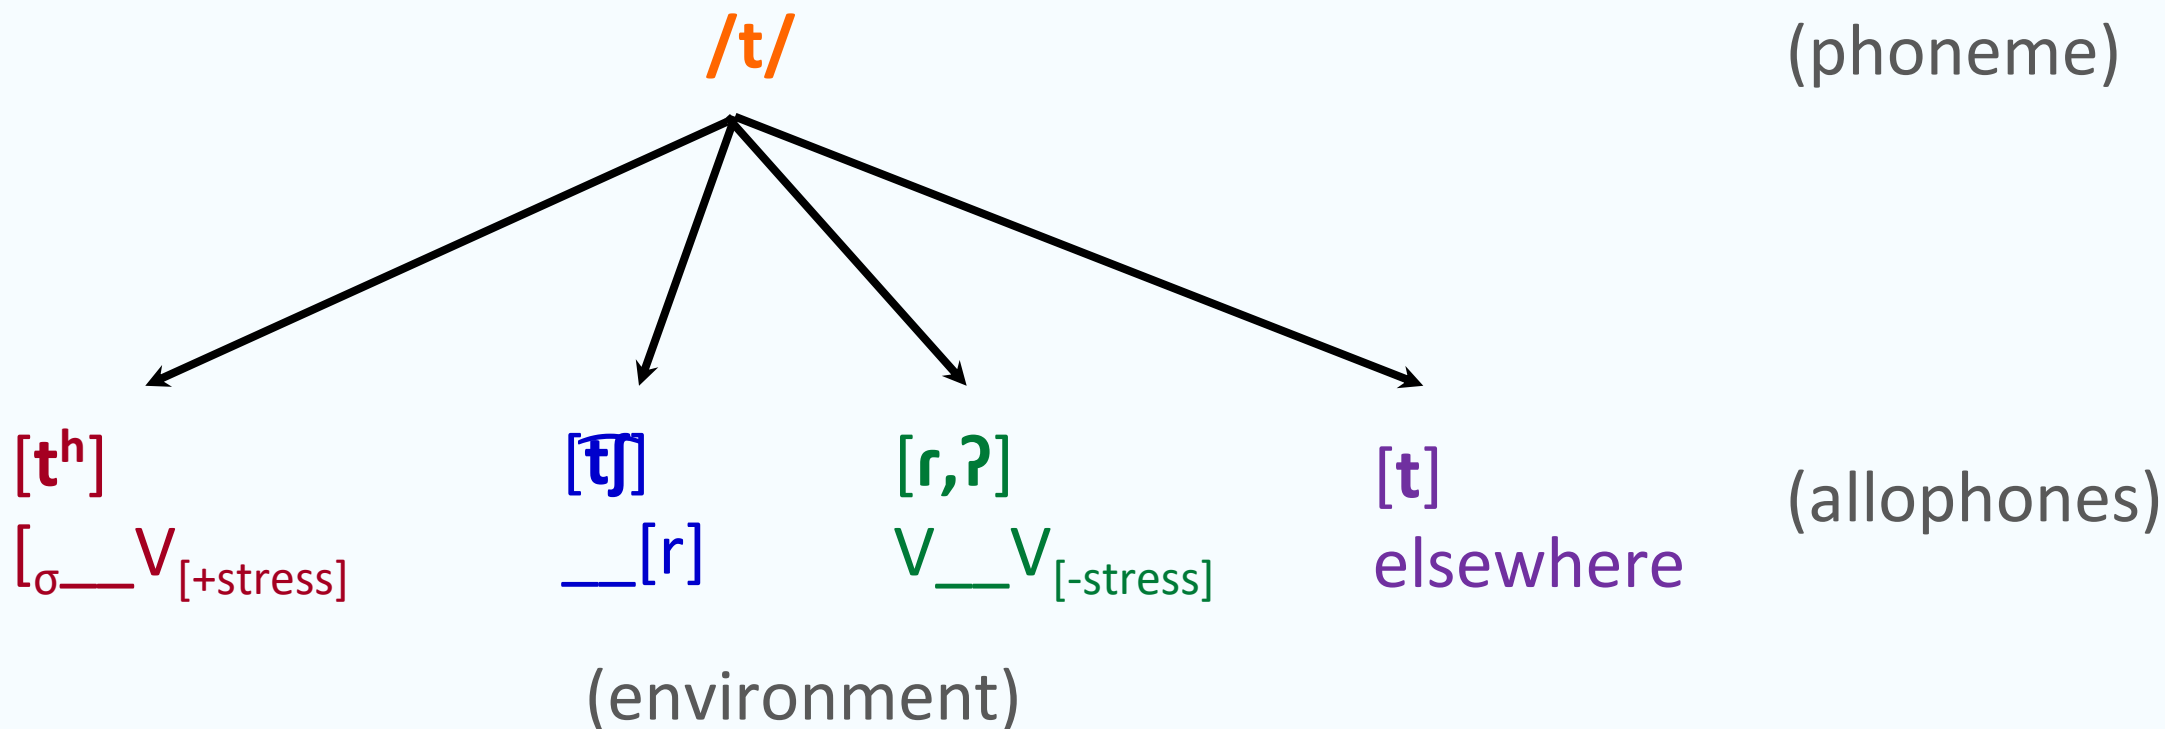 /t/ (phoneme)
[tʰ] [t͡ʃ] [ɾ,ʔ] [t] (allophones)
[σ__V[+stress] __[r] V__V[-stress] elsewhere
(environment)